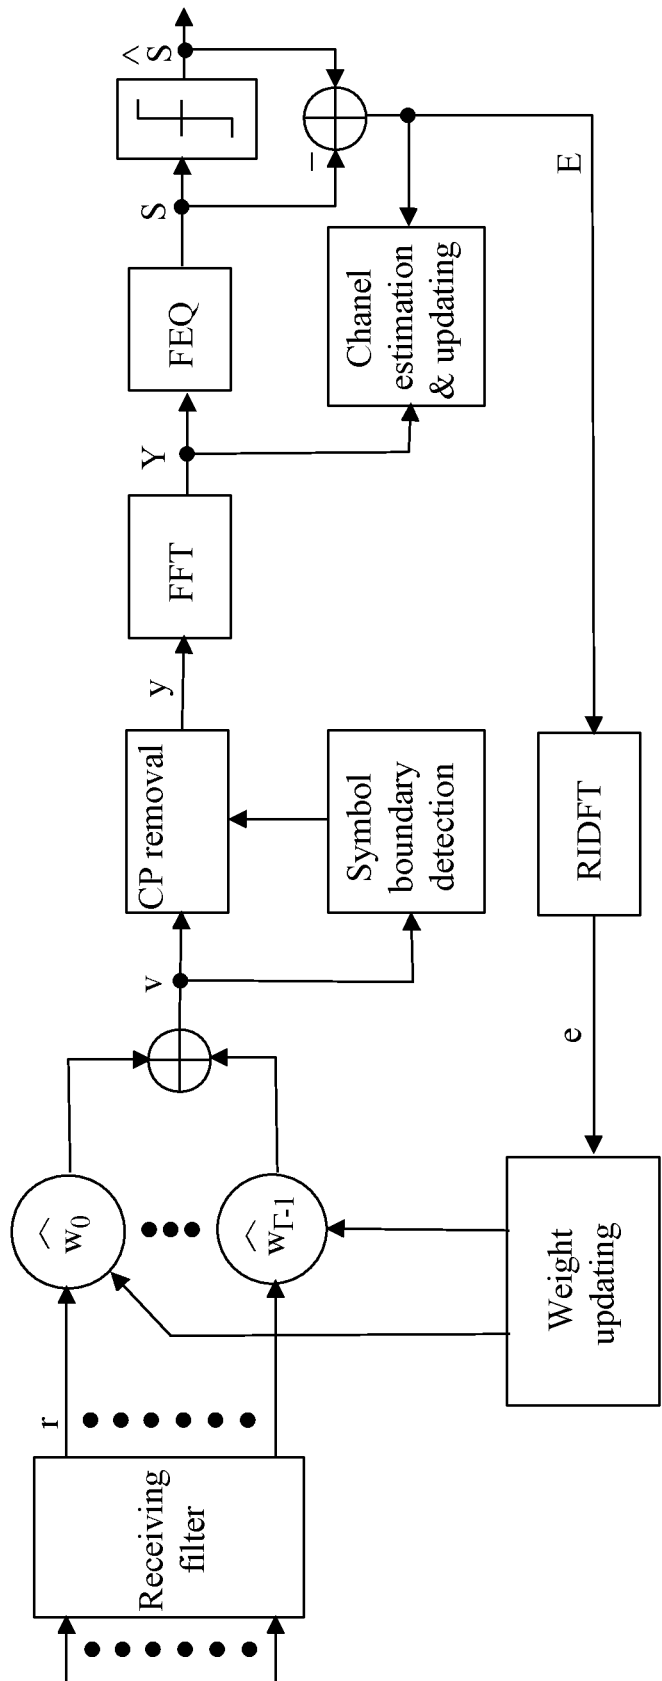 Receiving
filter
r
ŵ0
ŵΓ-1
v
CP removal
Symbol
boundary
detection
y
FFT
Y
FEQ
S
Ŝ
−
Chanel
estimation
& updating
E
RIDFT
e
Weight
updating